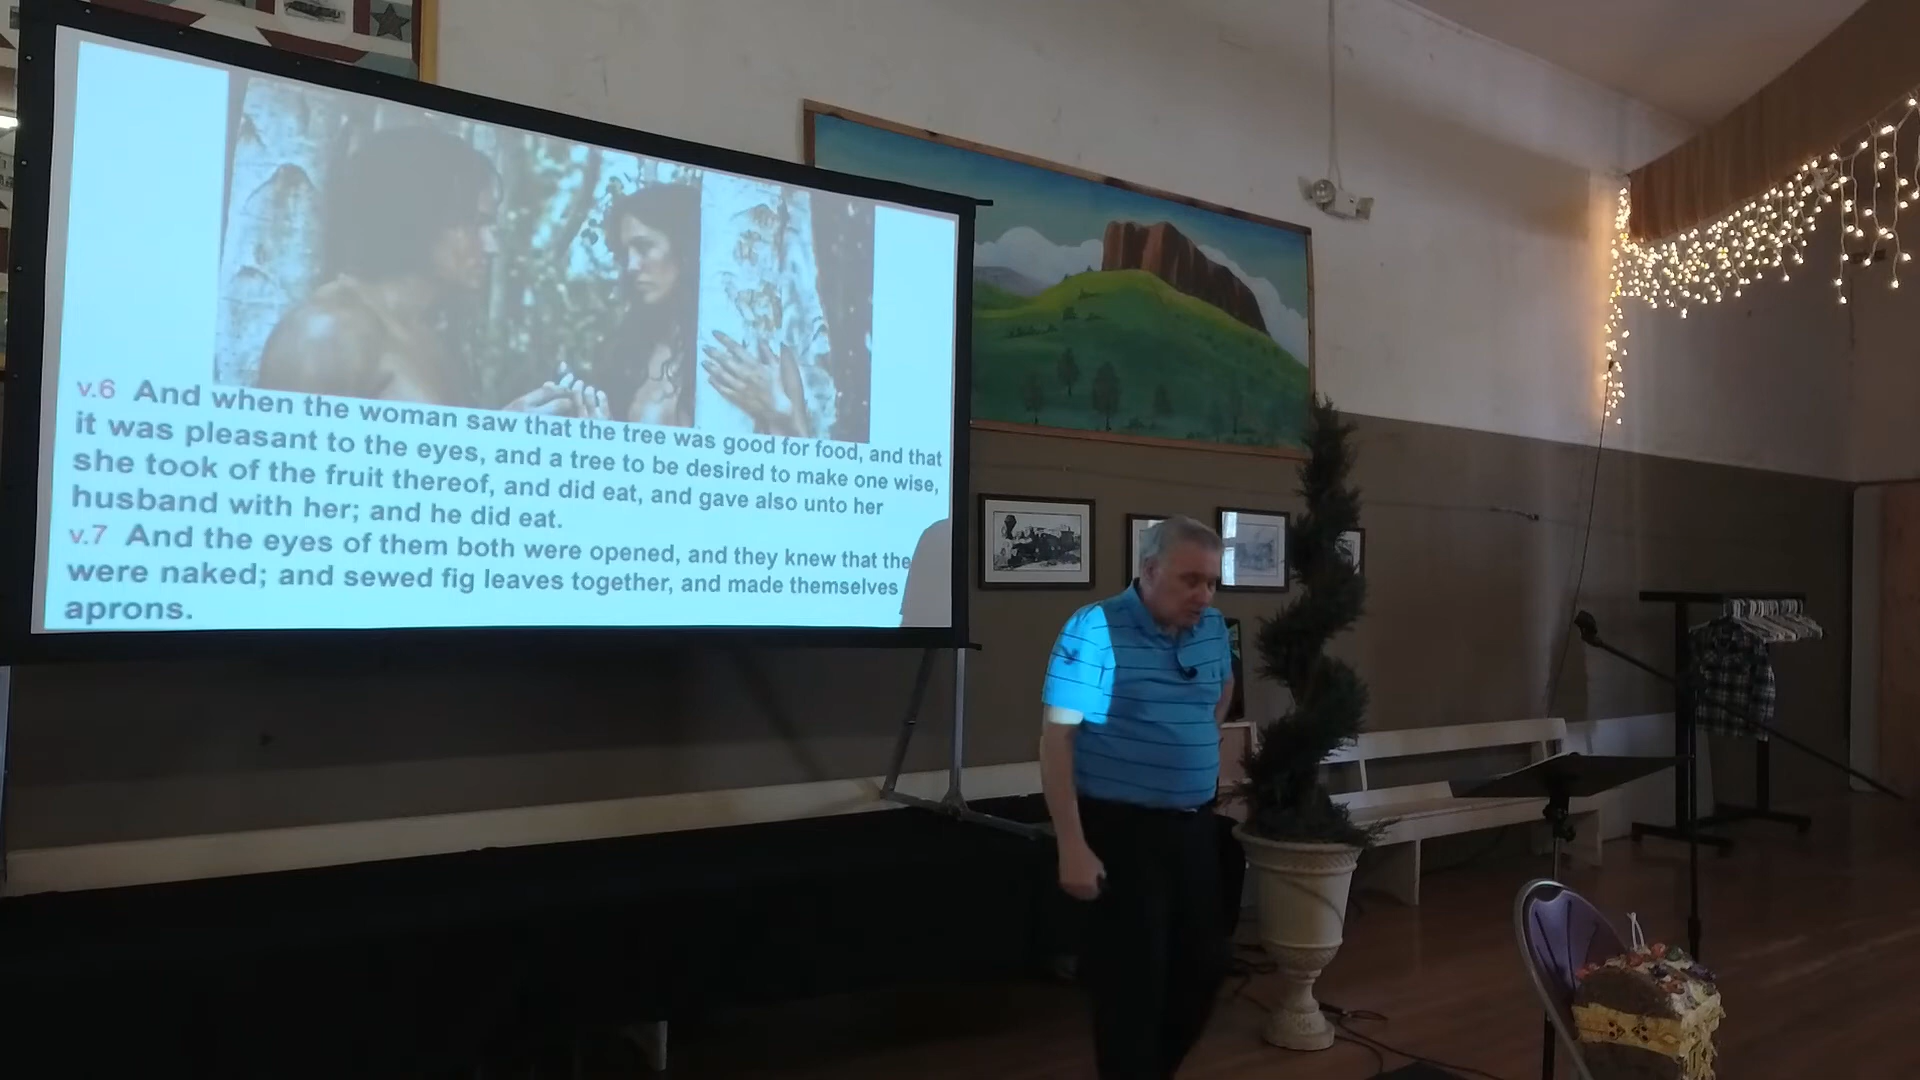 v.6 And when the woman saw that the tree was good for food, and that
it was pleasant to the eyes, and a tree to be desired to make one wise,
she took of the fruit thereof, and did eat, and gave also unto her
husband with her; and he did eat.
v.7 And the eyes of them both were opened, and they knew that the
were naked; and sewed fig leaves together, and made themselves
aprons.